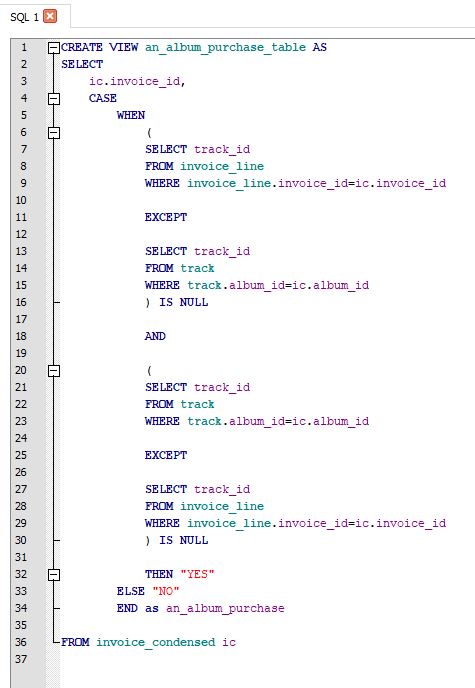 SQL 1
1 CREATE VIEW an_album_purchase_table AS
2 SELECT
3 ic.invoice_id,
4 CASE
5 WHEN
6 (
7 SELECT track_id
8 FROM invoice_line
9 WHERE invoice_line.invoice_id=ic.invoice_id
10
11 EXCEPT
12
13 SELECT track_id
14 FROM track
15 WHERE track.album_id=ic.album_id
16 ) IS NULL
17
18 AND
19
20 (
21 SELECT track_id
22 FROM track
23 WHERE track.album_id=ic.album_id
24
25 EXCEPT
26
27 SELECT track_id
28 FROM invoice_line
29 WHERE invoice_line.invoice_id=ic.invoice_id
30 ) IS NULL
31
32 THEN "YES"
33 ELSE "NO"
34 END as an_album_purchase
35
36 FROM invoice_condensed ic
37